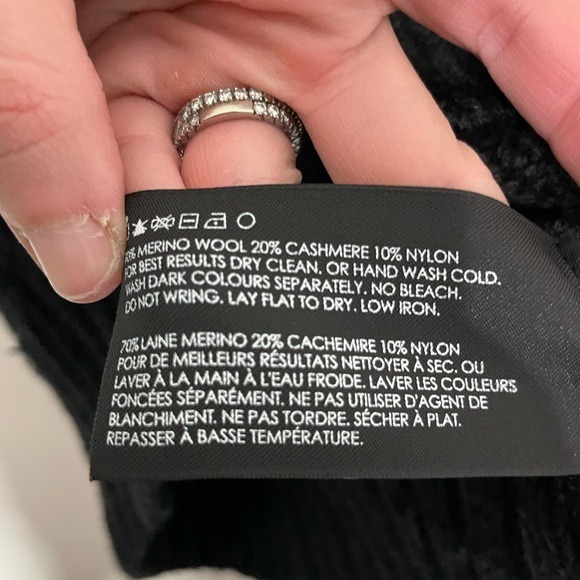 MERINO WOOL 20% CASHMERE 10% NYLON
FOR BEST RESULTS DRY CLEAN. OR HAND WASH COLD.
WASH DARK COLOURS SEPARATELY. NO BLEACH.
DO NOT WRING. LAY FLAT TO DRY. LOW IRON.
70% LAINE MERINO 20% CACHEMIRE 10% NYLON
POUR DE MEILLEURS RÉSULTATS NETTOYER À SEC. OU
LAVER À LA MAIN À L'EAU FROIDE. LAVER LES COULEURS
FONCÉES SÉPARÉMENT. NE PAS UTILISER D'AGENT DE
BLANCHIMENT. NE PAS TORDRE. SÉCHER À PLAT.
REPASSER À BASSE TEMPÉRATURE.